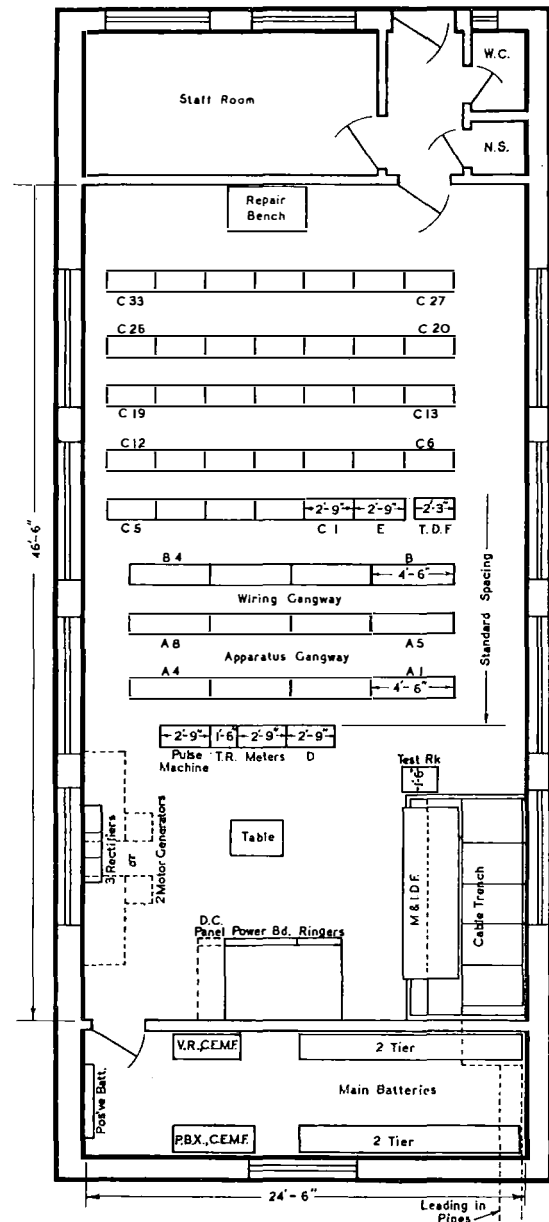 W.C.
Staff Room
N.S.
Repair
Bench
C 33
C 27
C 26
C 20
C 19
C 13
C 12
C 6
2'-9"
2'-9"
2'-3"
C 5
C 1
E
T.D.F
46'-6"
B 4
B
4'-6"
Wiring Gangway
Standard Spacing
A 8
A 5
Apparatus Gangway
A 4
A 1
4'-6"
2'-9"
1'-6"
2'-9"
2'-9"
Pulse
Machine
T.R.
Meters
D
Test Rk
1'-6"
3 Rectifiers
or
2 Motor Generators
Table
M & I.D.F.
Cable Trench
D.C.
Panel
Power Bd.
Ringers
V.R., C.E.M.F.
2 Tier
Pos've Batt.
Main Batteries
P.B.X., C.E.M.F.
2 Tier
24'-6"
Leading in
Pipes